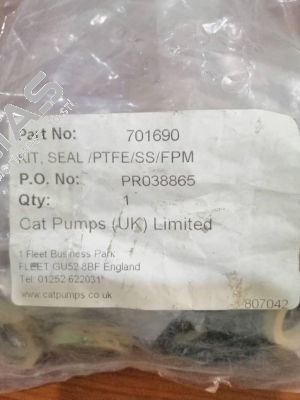 Part No: 701690
KIT, SEAL /PTFE/SS/FPM
P.O. No: PR038865
Qty: 1
Cat Pumps (UK) Limited
1 Fleet Business Park
FLEET GU52 8BF England
Tel: 01252 622031
www.catpumps.co.uk
807042